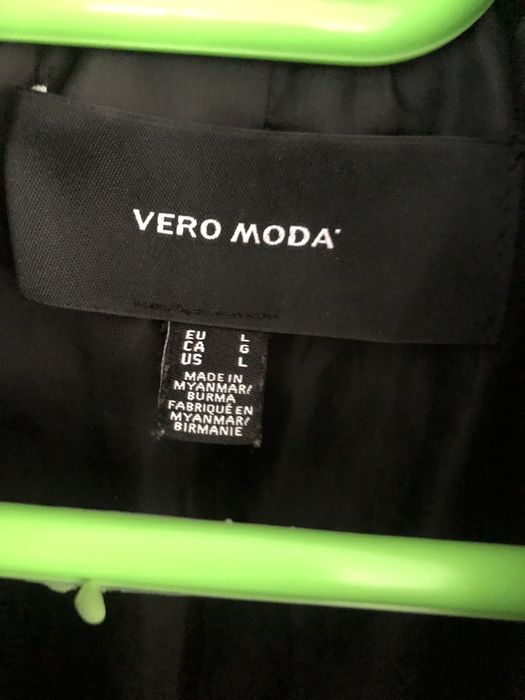 VERO MODA
EU L
CA G
US L
MADE IN
MYANMAR/
BURMA
FABRIQUÉ EN
MYANMAR/
BIRMANIE